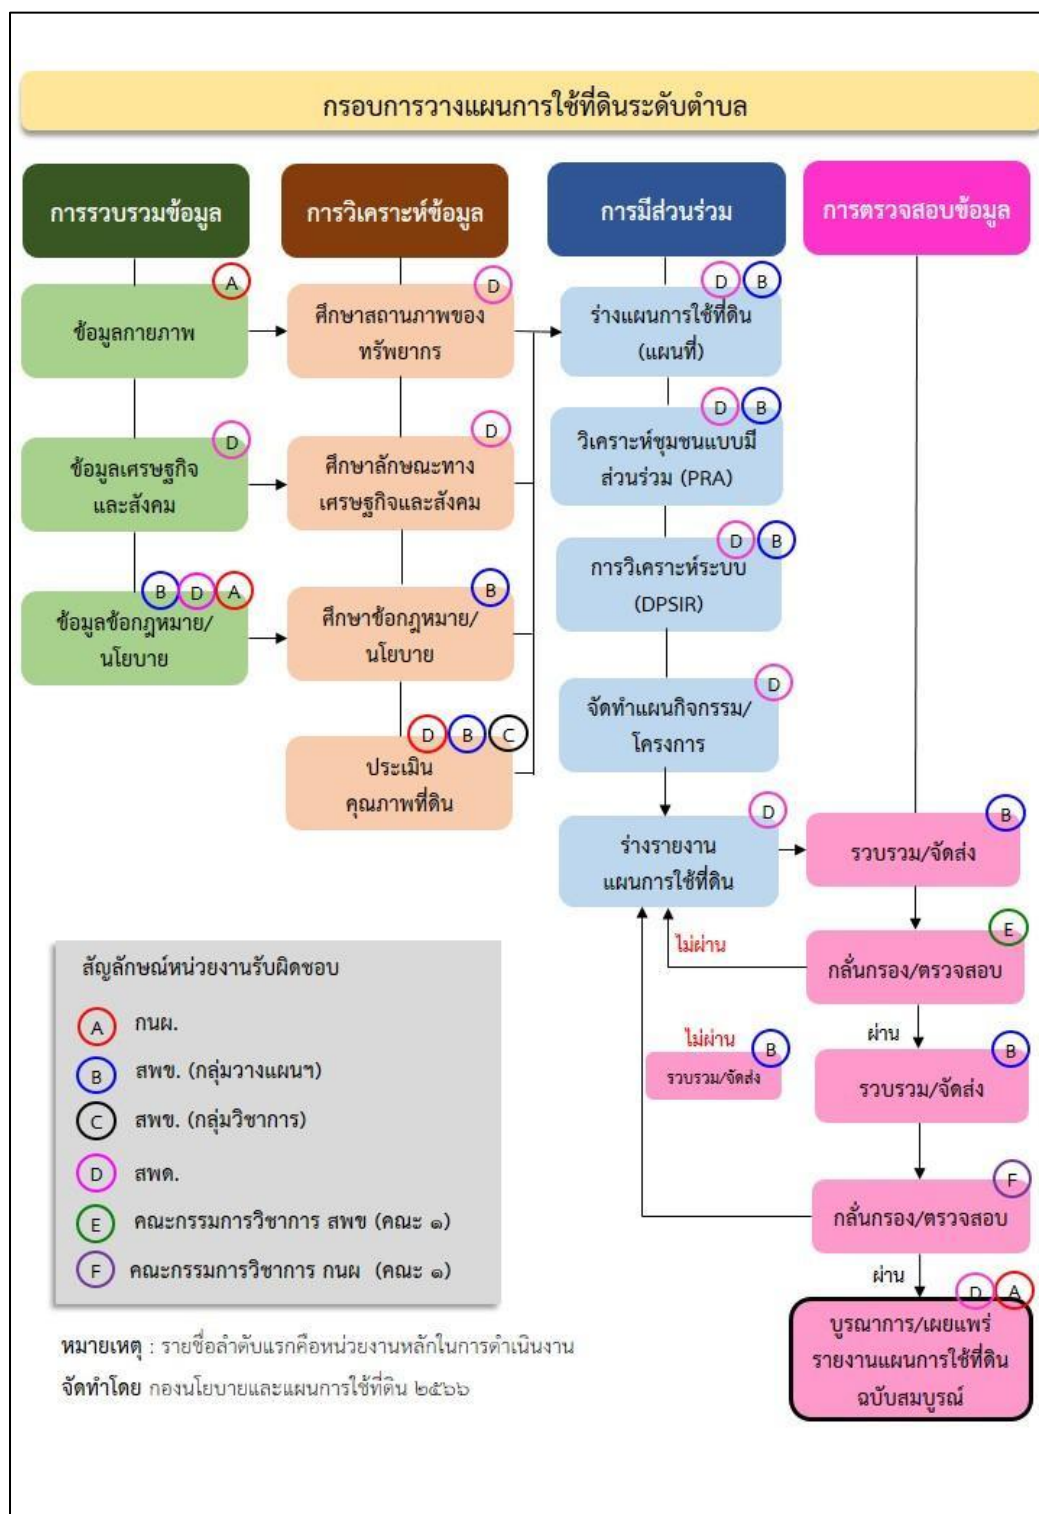 กรอบการวางแผนการใช้ที่ดินระดับตำบล
การรวบรวมข้อมูล
A
ข้อมูลกายภาพ
D
ข้อมูลเศรษฐกิจ
และสังคม
B D A
ข้อมูลข้อกฎหมาย/
นโยบาย
การวิเคราะห์ข้อมูล
D
ศึกษาสถานภาพของ
ทรัพยากร
D
ศึกษาลักษณะทาง
เศรษฐกิจและสังคม
B
ศึกษาข้อกฎหมาย/
นโยบาย
D B C
ประเมิน
คุณภาพที่ดิน
การมีส่วนร่วม
D B
ร่างแผนการใช้ที่ดิน
(แผนที่)
D B
วิเคราะห์ชุมชนแบบมี
ส่วนร่วม (PRA)
D B
การวิเคราะห์ระบบ
(DPSIR)
D
จัดทำแผนกิจกรรม/
โครงการ
D
ร่างรายงาน
แผนการใช้ที่ดิน
การตรวจสอบข้อมูล
B
รวบรวม/จัดส่ง
E
กลั่นกรอง/ตรวจสอบ
ไม่ผ่าน
ผ่าน
B
รวบรวม/จัดส่ง
ไม่ผ่าน
B
รวบรวม/จัดส่ง
F
กลั่นกรอง/ตรวจสอบ
ผ่าน
D A
บูรณาการ/เผยแพร่
รายงานแผนการใช้ที่ดิน
ฉบับสมบูรณ์
สัญลักษณ์หน่วยงานรับผิดชอบ
A กนผ.
B สพข. (กลุ่มวางแผนฯ)
C สพข. (กลุ่มวิชาการ)
D สพด.
E คณะกรรมการวิชาการ สพข (คณะ ๑)
F คณะกรรมการวิชาการ กนผ (คณะ ๑)
หมายเหตุ : รายชื่อลำดับแรกคือหน่วยงานหลักในการดำเนินงาน
จัดทำโดย กองนโยบายและแผนการใช้ที่ดิน ๒๕๖๖